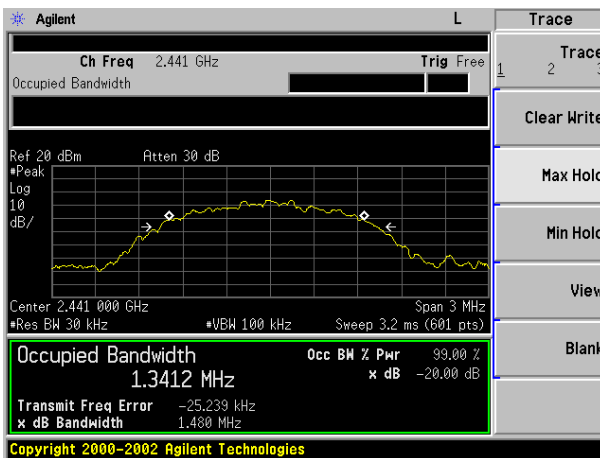 Agilent
L
Trace
Ch Freq 2.441 GHz Trig Free
Occupied Bandwidth
Trace
1 2 3
Clear Write
Max Hold
Min Hold
View
Blank
Ref 20 dBm Atten 30 dB
#Peak
Log
10
dB/
Center 2.441 000 GHz Span 3 MHz
#Res BW 30 kHz #VBW 100 kHz Sweep 3.2 ms (601 pts)
Occupied Bandwidth Occ BW % Pwr 99.00 %
1.3412 MHz x dB -20.00 dB
Transmit Freq Error -25.239 kHz
x dB Bandwidth 1.480 MHz
Copyright 2000-2002 Agilent Technologies